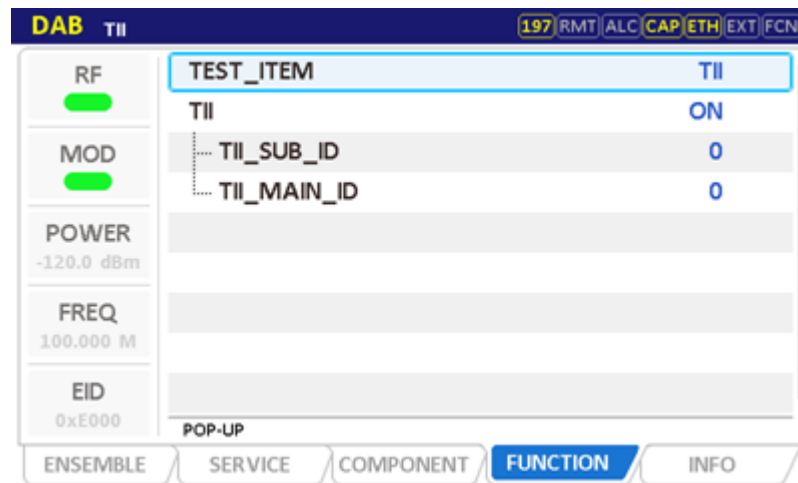 DAB TII 197 RMT ALC CAP ETH EXT FCN
RF
MOD
POWER
-120.0 dBm
FREQ
100.000 M
EID
0xE000
TEST_ITEM TII
TII ON
TII_SUB_ID 0
TII_MAIN_ID 0
POP-UP
ENSEMBLE SERVICE COMPONENT FUNCTION INFO